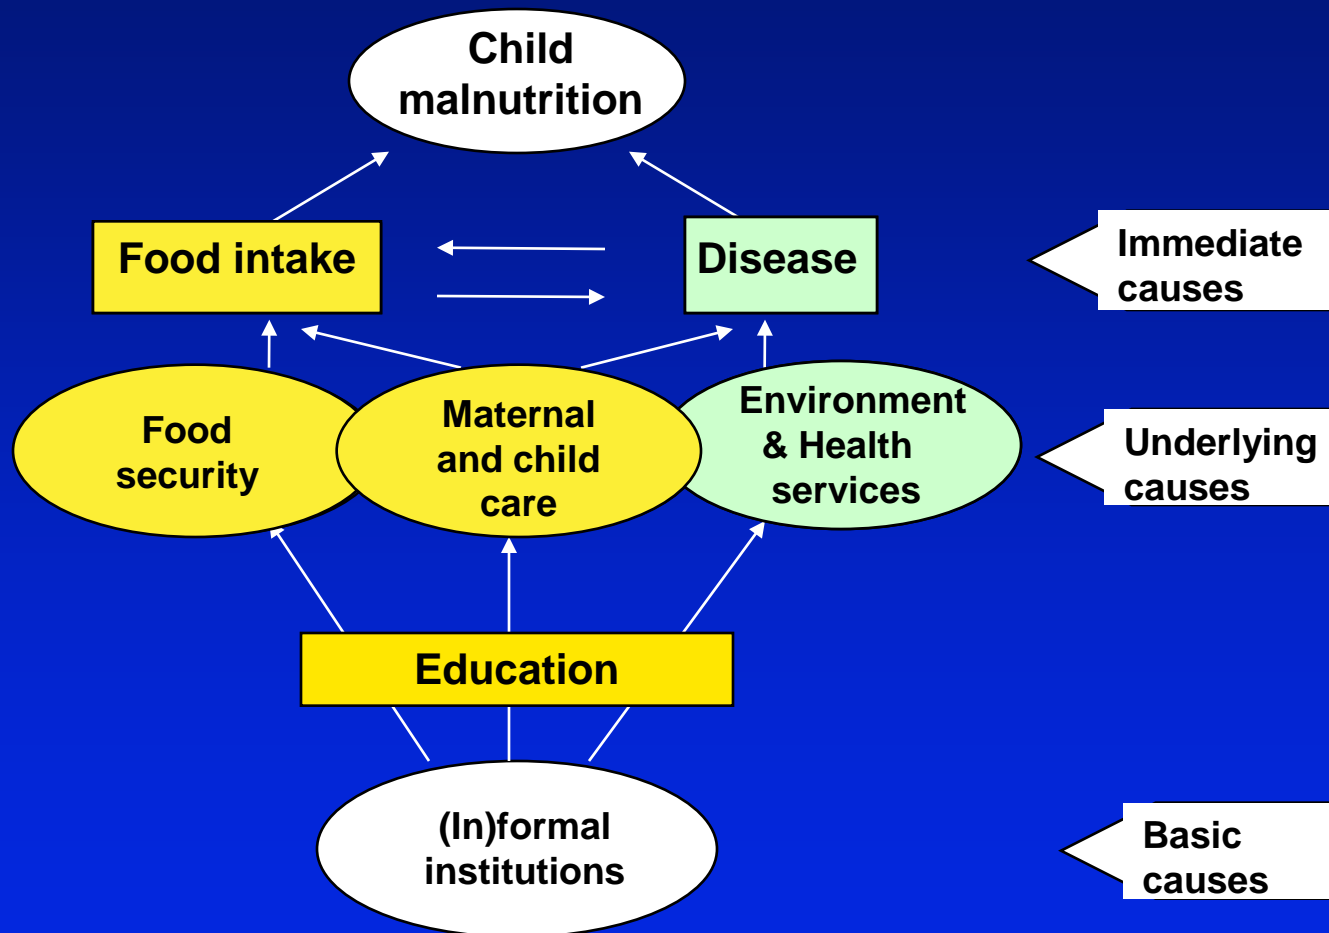 Child
malnutrition
Food intake
Disease
Immediate
causes
Food
security
Maternal
and child
care
Environment
& Health
services
Underlying
causes
Education
(In)formal
institutions
Basic
causes